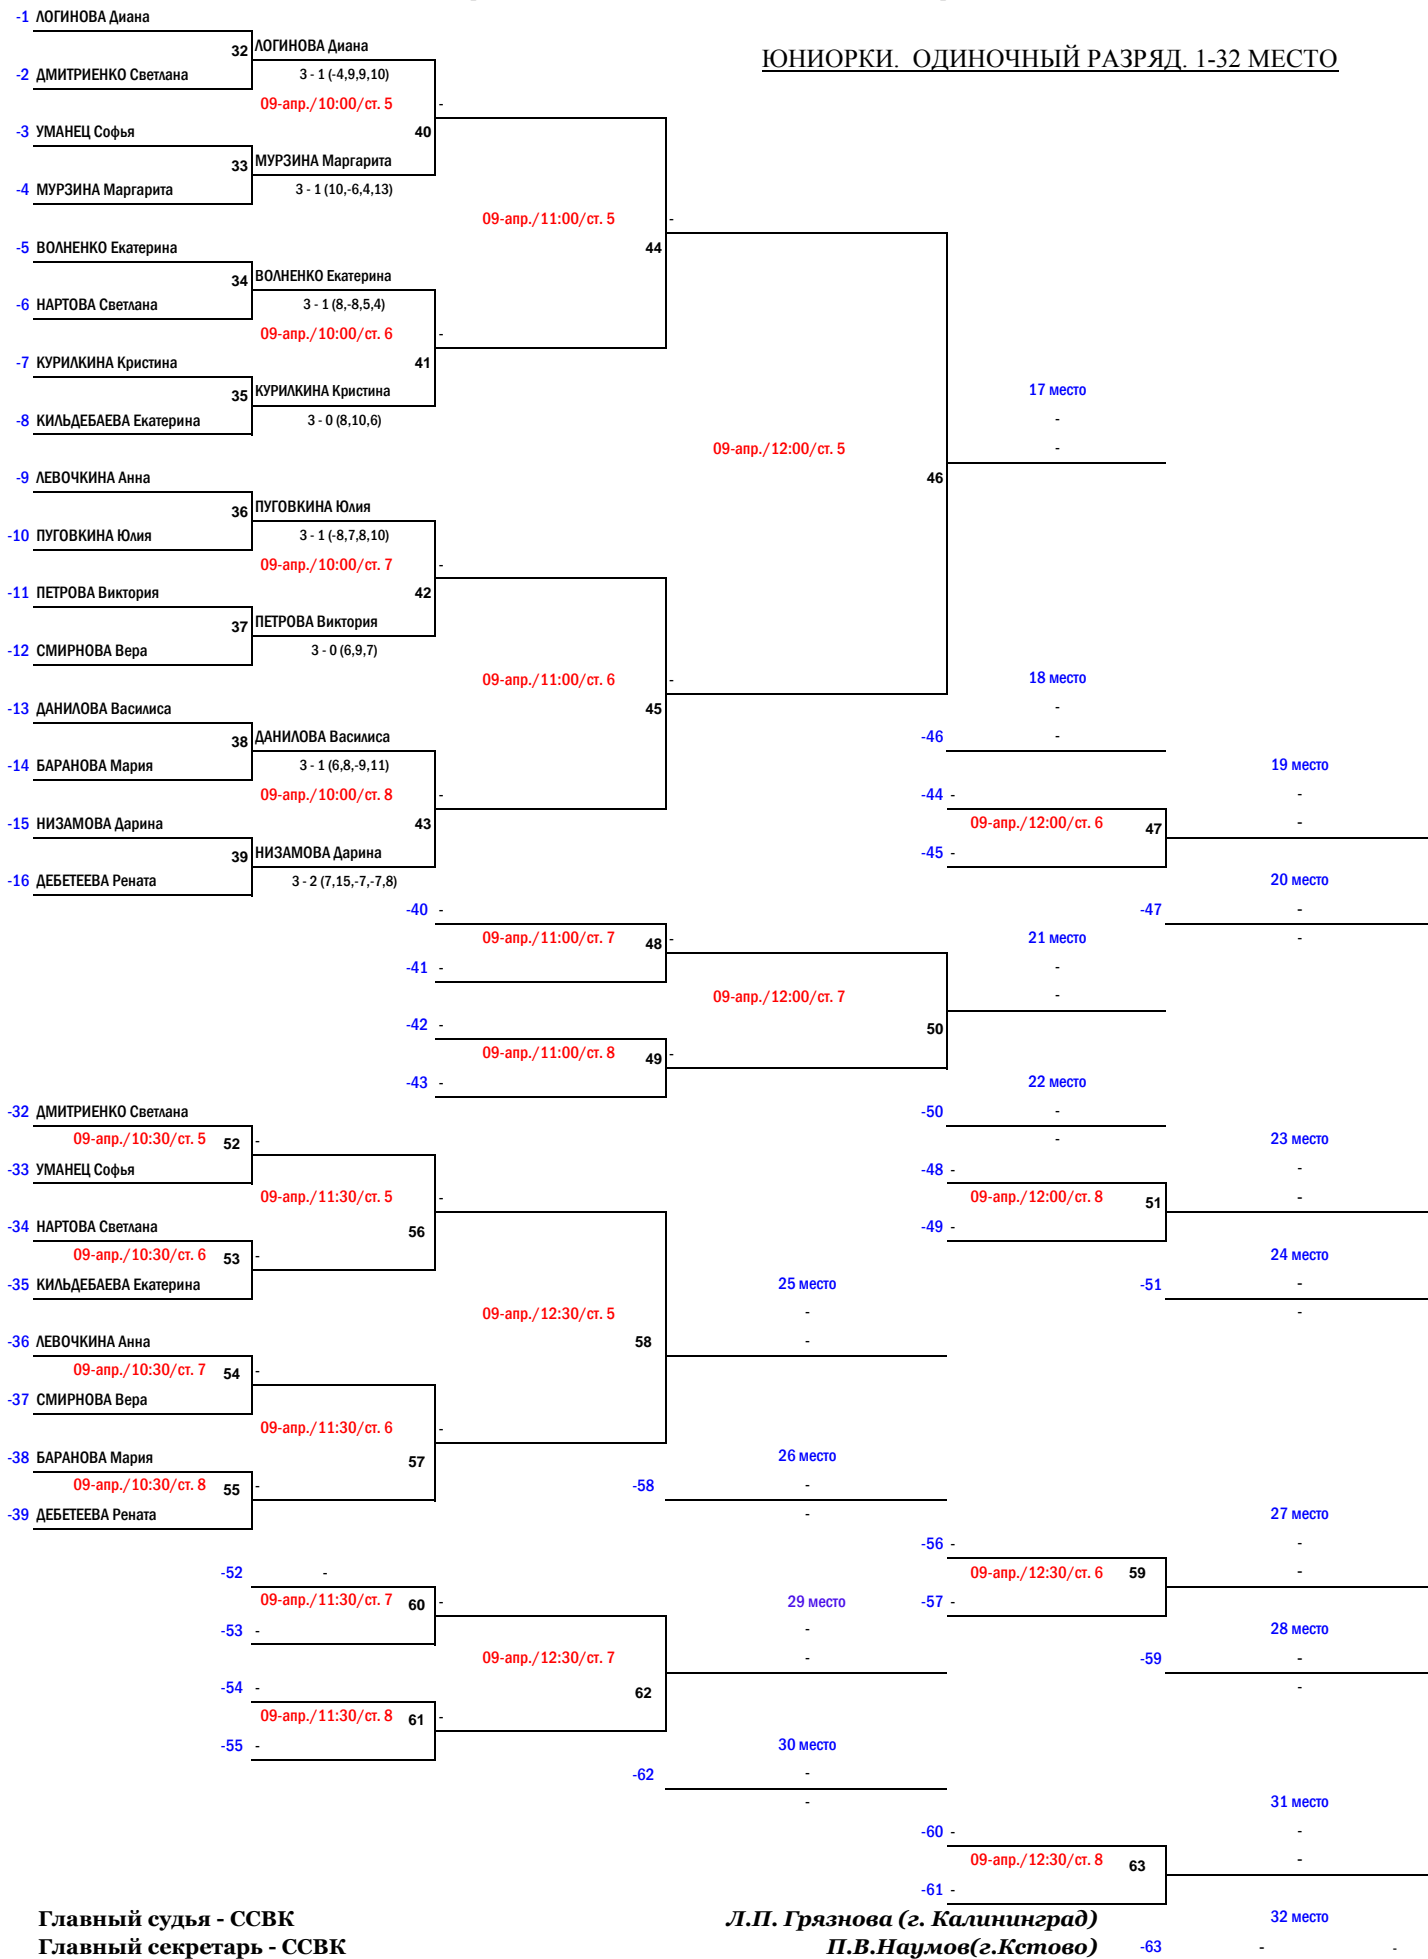 -1 ЛОГИНОВА Диана
32 ЛОГИНОВА Диана
ЮНИОРКИ. ОДИНОЧНЫЙ РАЗРЯД. 1-32 МЕСТО
-2 ДМИТРИЕНКО Светлана
3 - 1 (-4,9,9,10)
09-апр./10:00/ст. 5 -
-3 УМАНЕЦ Софья
40
33 МУРЗИНА Маргарита
-4 МУРЗИНА Маргарита
3 - 1 (10,-6,4,13)
09-апр./11:00/ст. 5 -
-5 ВОЛНЕНКО Екатерина
44
34 ВОЛНЕНКО Екатерина
-6 НАРТОВА Светлана
3 - 1 (8,-8,5,4)
09-апр./10:00/ст. 6 -
-7 КУРИЛКИНА Кристина
41
35 КУРИЛКИНА Кристина
17 место
-8 КИЛЬДЕБАЕВА Екатерина
3 - 0 (8,10,6)
-
09-апр./12:00/ст. 5
-
-9 ЛЕВОЧКИНА Анна
46
36 ПУГОВКИНА Юлия
-10 ПУГОВКИНА Юлия
3 - 1 (-8,7,8,10)
09-апр./10:00/ст. 7 -
-11 ПЕТРОВА Виктория
42
37 ПЕТРОВА Виктория
-12 СМИРНОВА Вера
3 - 0 (6,9,7)
09-апр./11:00/ст. 6 -
18 место
-13 ДАНИЛОВА Василиса
45
-
38 ДАНИЛОВА Василиса
-46 -
-14 БАРАНОВА Мария
3 - 1 (6,8,-9,11)
19 место
09-апр./10:00/ст. 8 -
-44 -
-
-15 НИЗАМОВА Дарина
43
09-апр./12:00/ст. 6 47 -
39 НИЗАМОВА Дарина
-45 -
-16 ДЕБЕТЕЕВА Рената
3 - 2 (7,15,-7,-7,8)
20 место
-40 -
-47 -
09-апр./11:00/ст. 7 48 -
21 место
-
-41 -
-
09-апр./12:00/ст. 7
-
-42 -
50
09-апр./11:00/ст. 8 49 -
-43 -
22 место
-32 ДМИТРИЕНКО Светлана
-50 -
09-апр./10:30/ст. 5 52 -
-
23 место
-33 УМАНЕЦ Софья
-48 -
-
09-апр./11:30/ст. 5 -
09-апр./12:00/ст. 8 51 -
-34 НАРТОВА Светлана
56
-49 -
09-апр./10:30/ст. 6 53 -
24 место
-35 КИЛЬДЕБАЕВА Екатерина
25 место
-51 -
09-апр./12:30/ст. 5
-
-
-36 ЛЕВОЧКИНА Анна
58
-
09-апр./10:30/ст. 7 54 -
-37 СМИРНОВА Вера
09-апр./11:30/ст. 6 -
-38 БАРАНОВА Мария
57
26 место
09-апр./10:30/ст. 8 55 -
-58 -
-39 ДЕБЕТЕЕВА Рената
-
27 место
-56 -
-
-52 -
09-апр./12:30/ст. 6 59 -
09-апр./11:30/ст. 7 60 -
29 место
-57 -
-53 -
-
28 место
09-апр./12:30/ст. 7
-
-59 -
-54 -
62
-
09-апр./11:30/ст. 8 61 -
-55 -
30 место
-62 -
-
31 место
-60 -
-
09-апр./12:30/ст. 8 63 -
-61 -
Главный судья - ССВК
Л.П. Грязнова (г. Калининград)
32 место
Главный секретарь - ССВК
П.В.Наумов(г.Кстово)
-63 - -